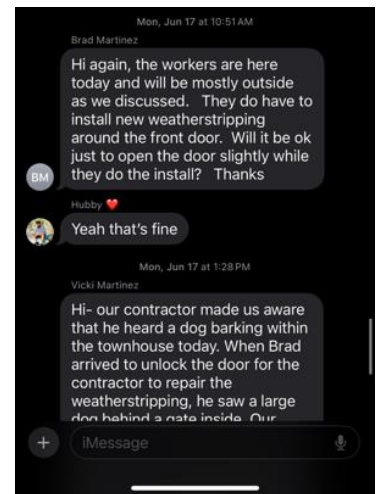 Mon, Jun 17 at 10:51 AM
Brad Martinez
Hi again, the workers are here
today and will be mostly outside
as we discussed.   They do have to
install new weatherstripping
around the front door.  Will it be ok
just to open the door slightly while
they do the install?   Thanks
BM
Hubby ❤️
Yeah that’s fine
Mon, Jun 17 at 1:28 PM
Vicki Martinez
Hi- our contractor made us aware
that he heard a dog barking within
the townhouse today. When Brad
arrived to unlock the door for the
contractor to repair the
weatherstripping, he saw a large
dog behind a gate inside. Our
+
iMessage